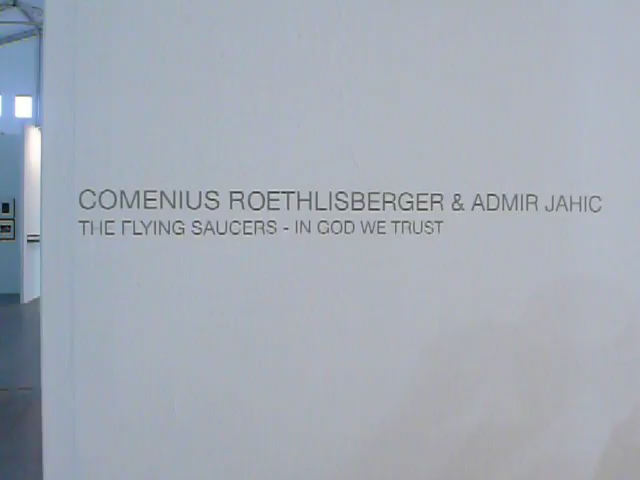 COMENIUS ROETHLISBERGER & ADMIR JAHIC
THE FLYING SAUCERS - IN GOD WE TRUST